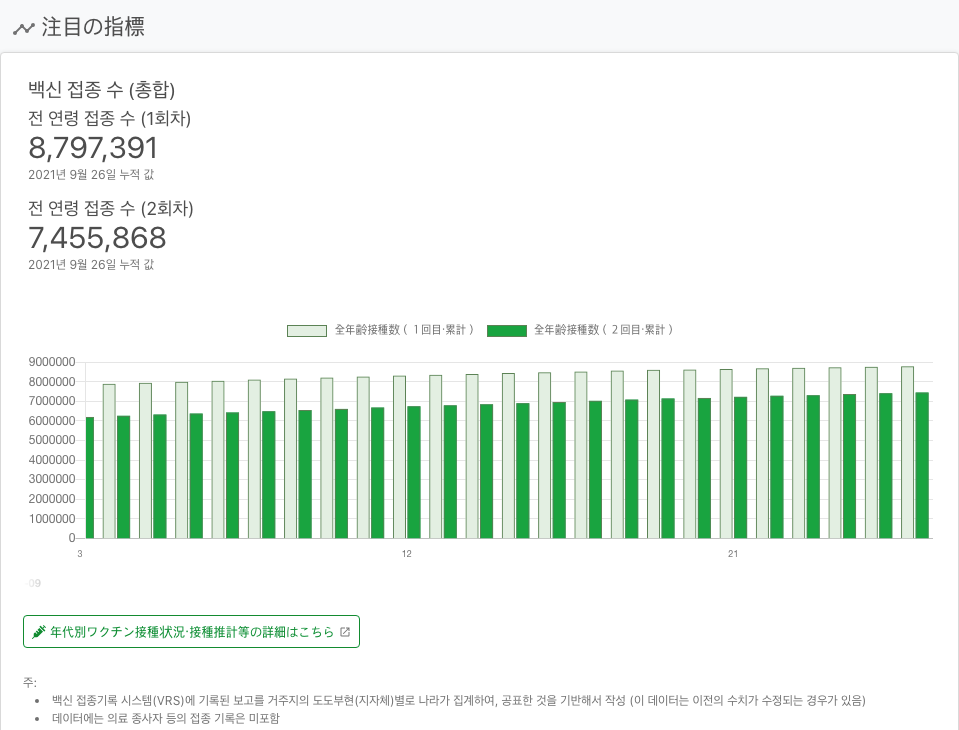 注目の指標
백신 접종 수 (총합)
전 연령 접종 수 (1회차)
8,797,391
2021년 9월 26일 누적 값
전 연령 접종 수 (2회차)
7,455,868
2021년 9월 26일 누적 값
全年齢接種数（１回目·累計） 全年齢接種数（２回目·累計）
9000000
8000000
7000000
6000000
5000000
4000000
3000000
2000000
1000000
0
3 12 21
09
年代別ワクチン接種状況·接種推計等の詳細はこちら
주:
• 백신 접종기록 시스템(VRS)에 기록된 보고를 거주지의 도도부현(지자체)별로 나라가 집계하여, 공표한 것을 기반해서 작성 (이 데이터는 이전의 수치가 수정되는 경우가 있음)
• 데이터에는 의료 종사자 등의 접종 기록은 미포함